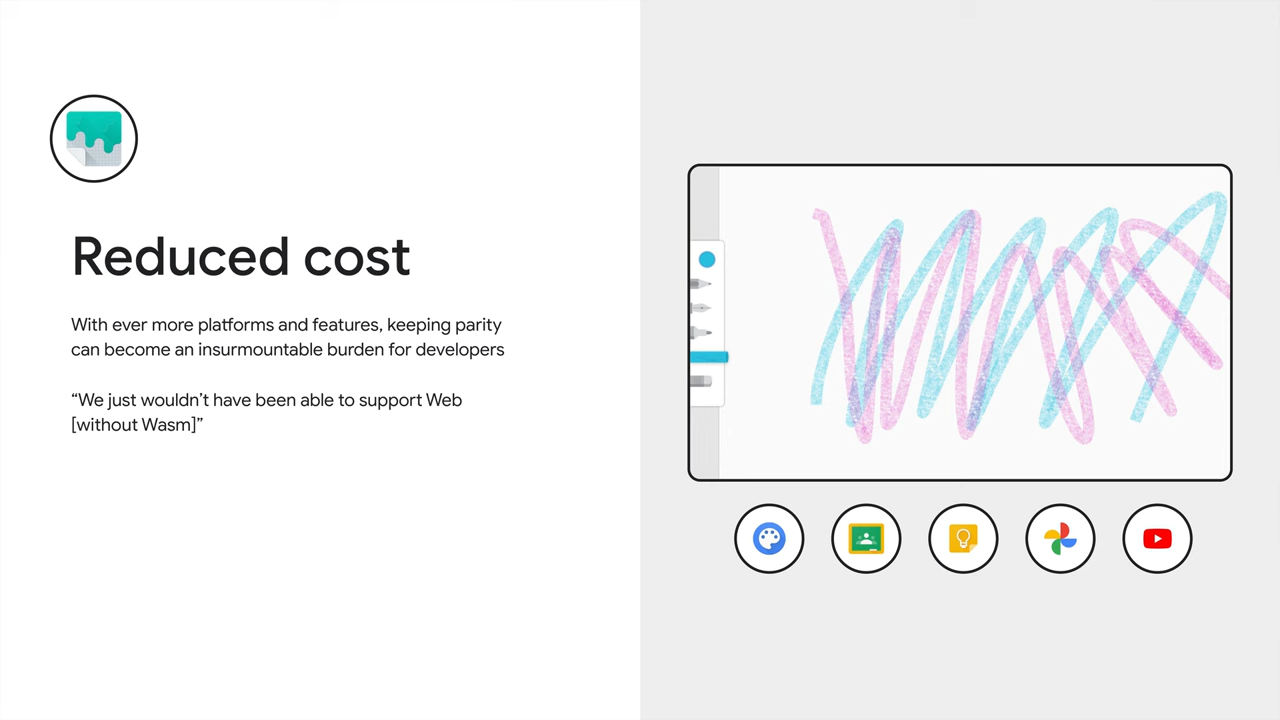 Reduced cost
With ever more platforms and features, keeping parity
can become an insurmountable burden for developers
“We just wouldn’t have been able to support Web
[without Wasm]”